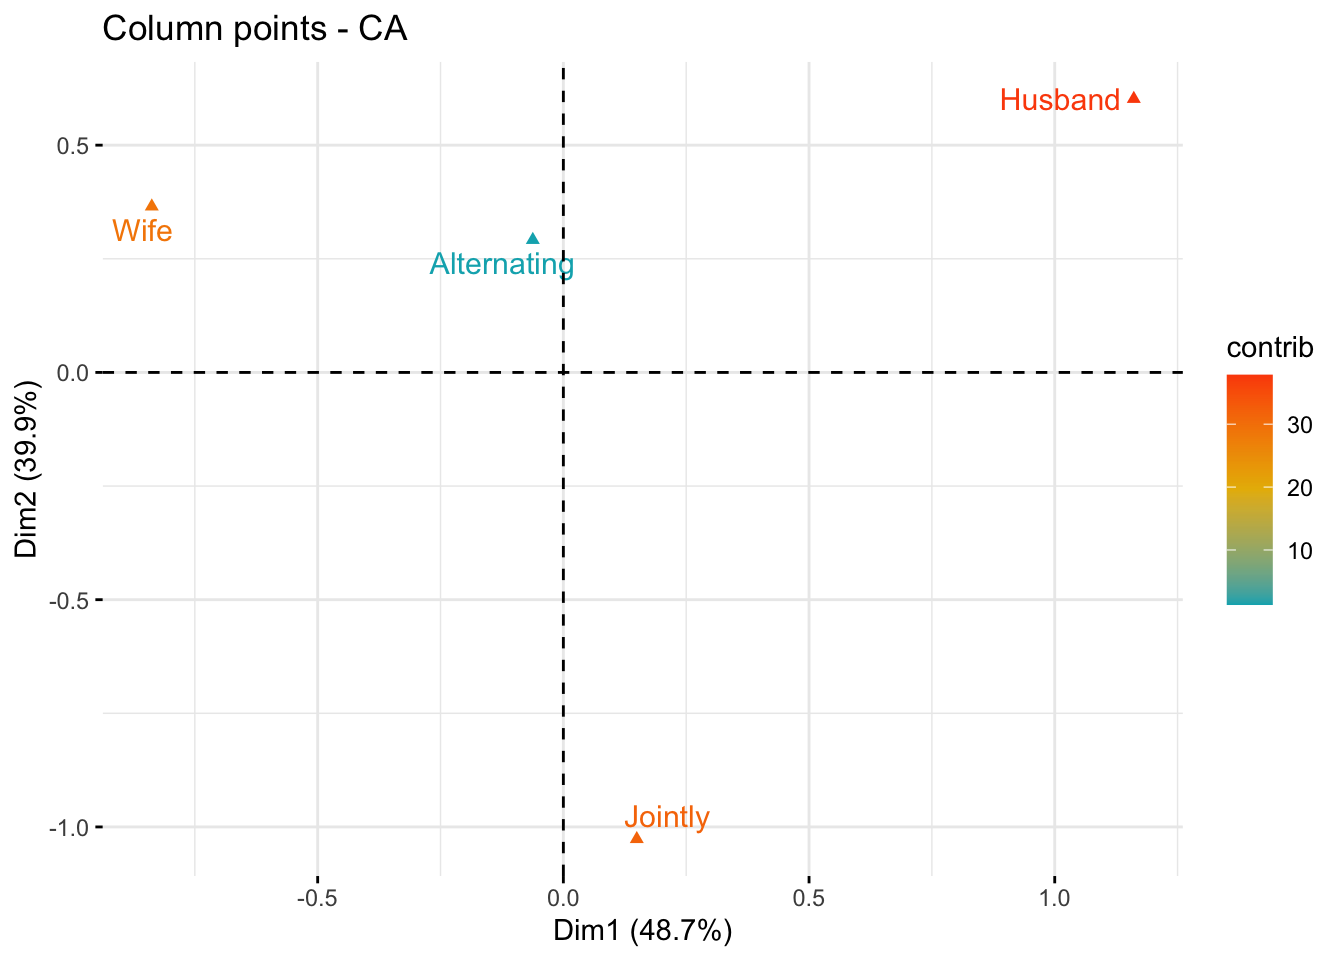 Column points - CA
Husband
0.5
Wife
Alternating
contrib
0.0
30
20
10
Dim2 (39.9%)
-0.5
Jointly
-1.0
-0.5
0.0
0.5
1.0
Dim1 (48.7%)